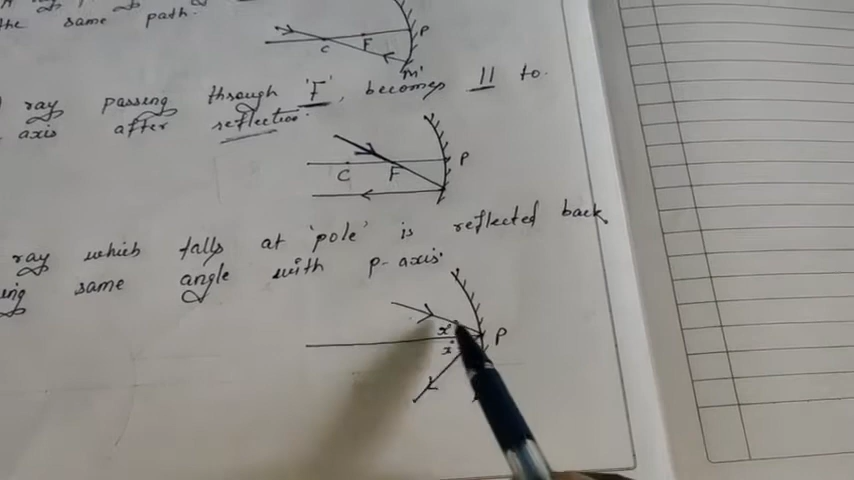 the same path.
C F P
M'
ray passing through 'F', becomes || to.
axis after reflection.
C F P
ray which falls at 'pole' is reflected back
ing same angle with p-axis.
x° P
x°